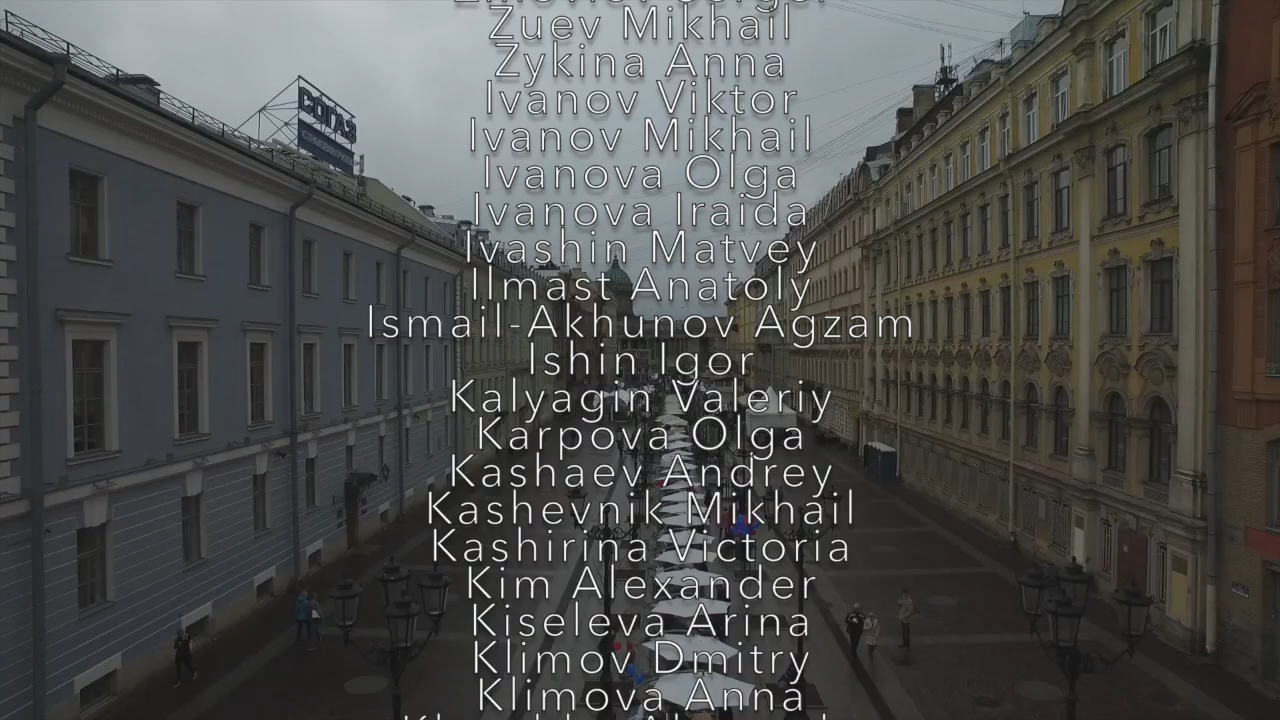 Zuev Mikhail
Zykina Anna
Ivanov Viktor
Ivanov Mikhail
Ivanova Olga
Ivanova Iraida
Ivashin Matvey
Ilmast Anatoly
Ismail-Akhunov Agzam
Ishin Igor
Kalyagin Valeriy
Karpova Olga
Kashaev Andrey
Kashevnik Mikhail
Kashirina Victoria
Kim Alexander
Kiseleva Arina
Klimov Dmitry
Klimova Anna
СОГАЗ